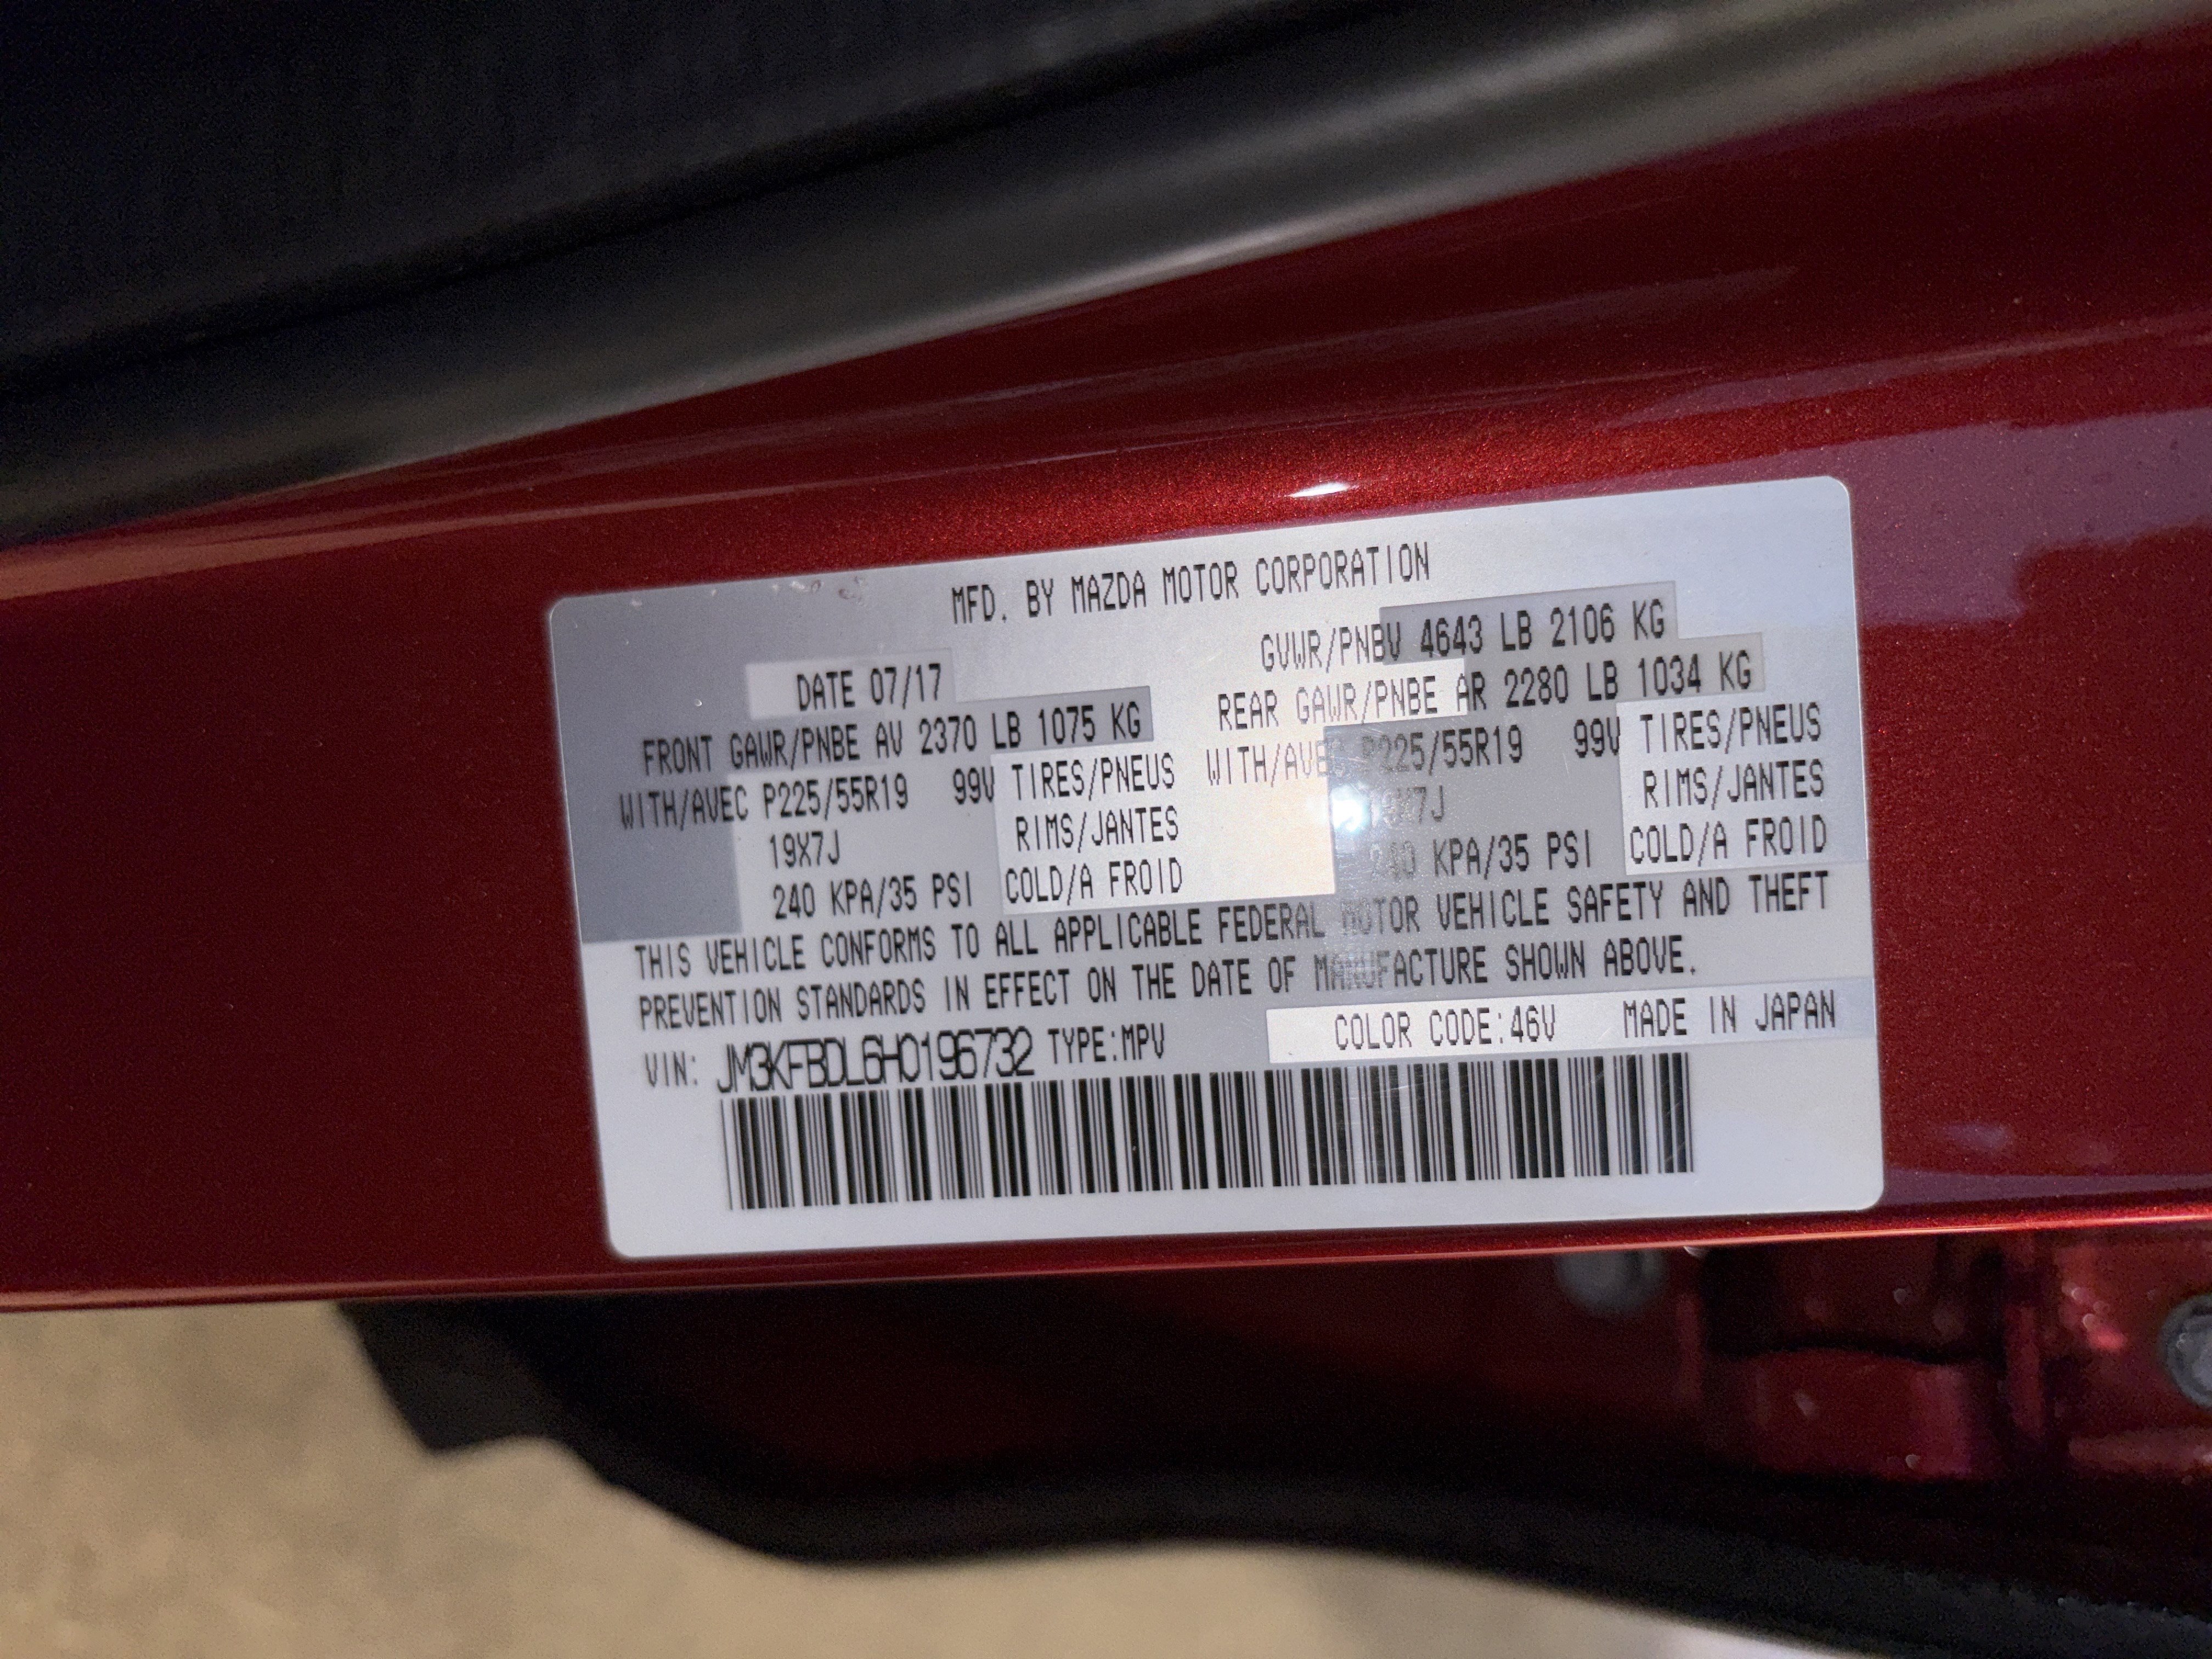 MFD. BY MAZDA MOTOR CORPORATION
DATE 07/17 GVWR/PNBV 4643 LB 2106 KG
FRONT GAWR/PNBE AV 2370 LB 1075 KG REAR GAWR/PNBE AR 2280 LB 1034 KG
WITH/AVEC P225/55R19 99V TIRES/PNEUS WITH/AVEC P225/55R19 99V TIRES/PNEUS
19X7J RIMS/JANTES 19X7J RIMS/JANTES
240 KPA/35 PSI COLD/A FROID 240 KPA/35 PSI COLD/A FROID
THIS VEHICLE CONFORMS TO ALL APPLICABLE FEDERAL MOTOR VEHICLE SAFETY AND THEFT
PREVENTION STANDARDS IN EFFECT ON THE DATE OF MANUFACTURE SHOWN ABOVE.
VIN: JM3KFBDL6H0196732 TYPE:MPV COLOR CODE:46V MADE IN JAPAN